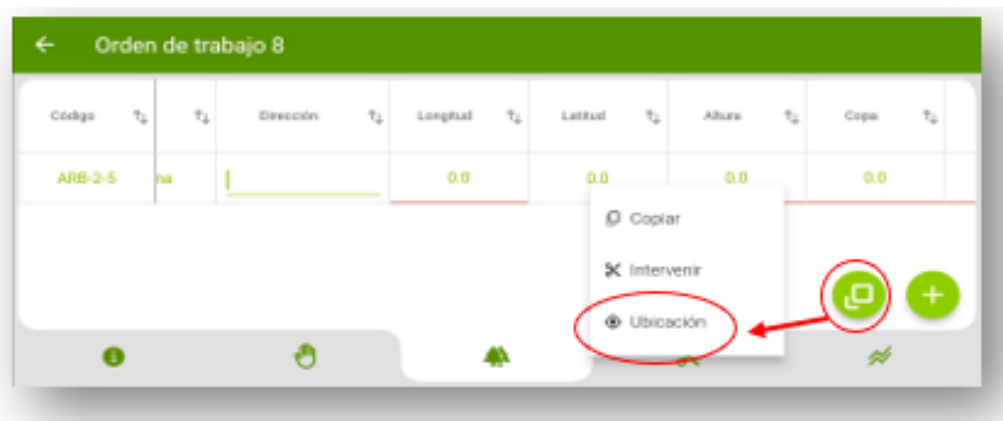 Orden de trabajo 8
Código Dirección Longitud Latitud Altura Copa
ARB-2-5 na 0.0 0.0 0.0 0.0
Copiar
Intervenir
Ubicación